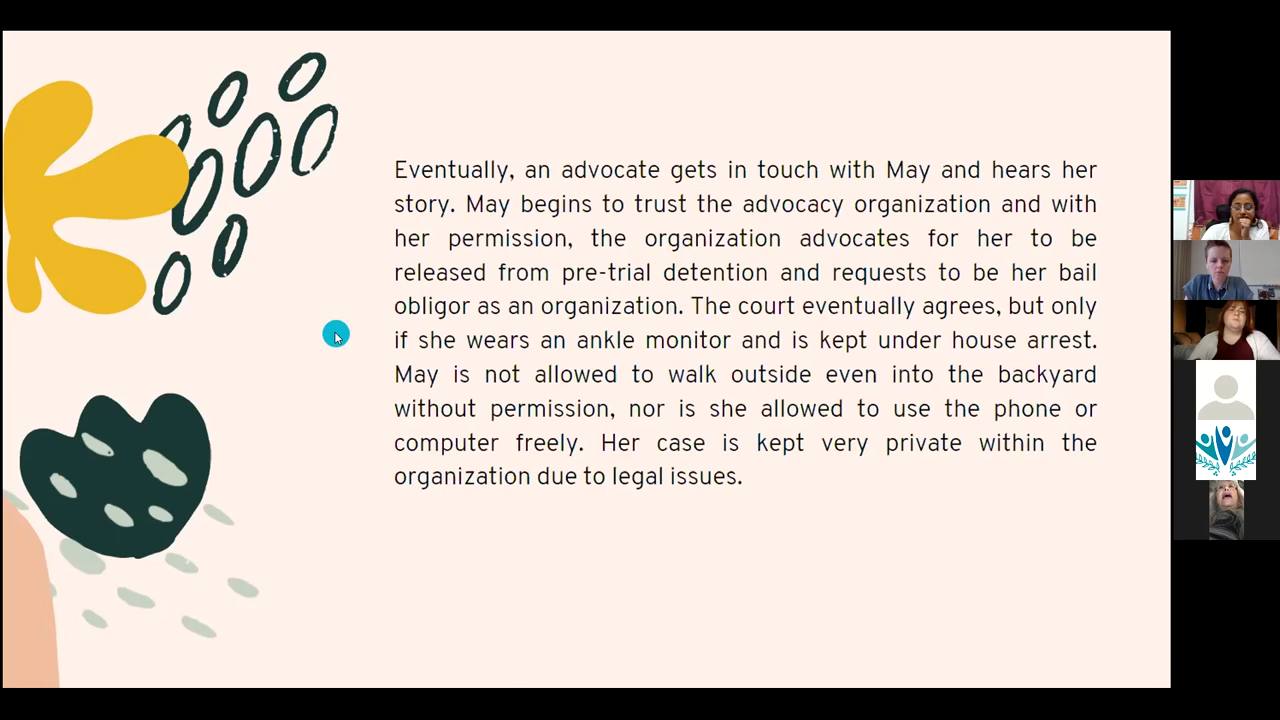 Eventually, an advocate gets in touch with May and hears her
story. May begins to trust the advocacy organization and with
her permission, the organization advocates for her to be
released from pre-trial detention and requests to be her bail
obligor as an organization. The court eventually agrees, but only
if she wears an ankle monitor and is kept under house arrest.
May is not allowed to walk outside even into the backyard
without permission, nor is she allowed to use the phone or
computer freely. Her case is kept very private within the
organization due to legal issues.